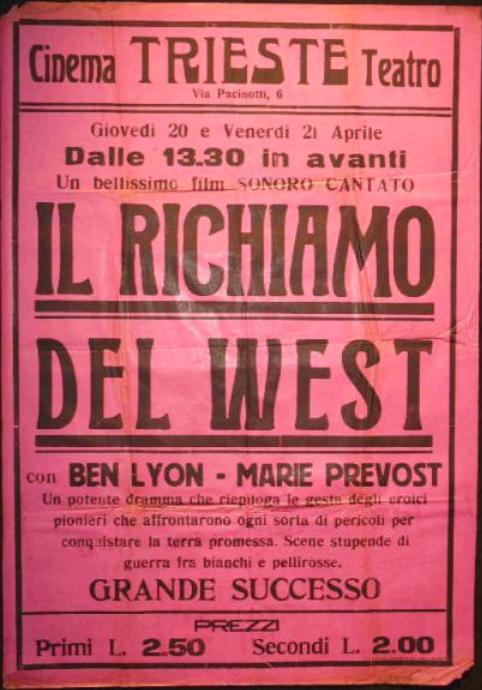 Cinema TRIESTE Teatro
Via Pacinotti, 6
Giovedì 20 e Venerdì 21 Aprile
Dalle 13.30 in avanti
Un bellissimo film SONORO CANTATO
IL RICHIAMO
DEL WEST
con BEN LYON - MARIE PREVOST
Un potente dramma che riepiloga le gesta degli eroici
pionieri che affrontarono ogni sorta di pericoli per
conquistare la terra promessa. Scene stupende di
guerra fra bianchi e pellirosse.
GRANDE SUCCESSO
PREZZI
Primi L. 2.50 Secondi L. 2.00